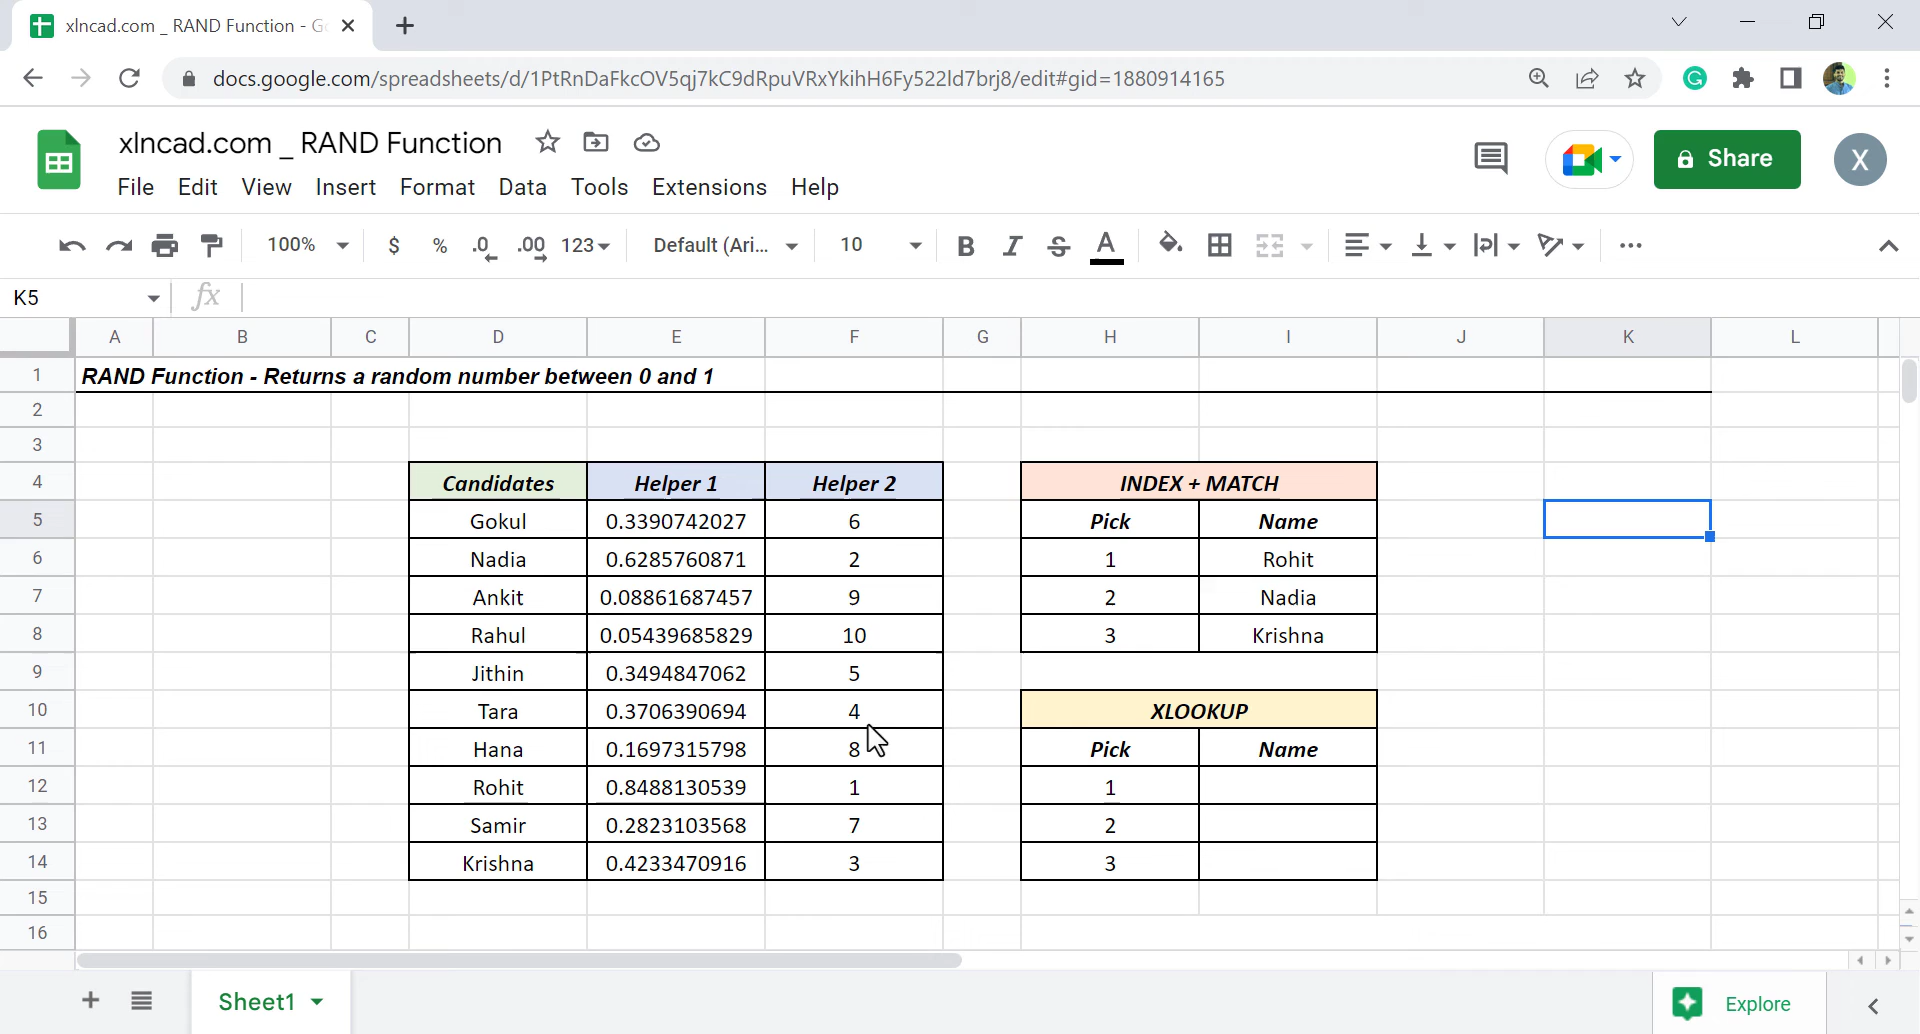 xlncad.com _ RAND Function - G
docs.google.com/spreadsheets/d/1PtRnDaFkcOV5qj7kC9dRpuVRxYkihH6Fy522ld7brj8/edit#gid=1880914165
xlncad.com _ RAND Function
Share
X
File Edit View Insert Format Data Tools Extensions Help
100% $ % .0 .00 123 Default (Ari... 10 B I S A
K5 fx
A B C D E F G H I J K L
1 RAND Function - Returns a random number between 0 and 1
2
3
4 Candidates Helper 1 Helper 2 INDEX + MATCH
5 Gokul 0.3390742027 6 Pick Name
6 Nadia 0.6285760871 2 1 Rohit
7 Ankit 0.08861687457 9 2 Nadia
8 Rahul 0.05439685829 10 3 Krishna
9 Jithin 0.3494847062 5
10 Tara 0.3706390694 4 XLOOKUP
11 Hana 0.1697315798 8 Pick Name
12 Rohit 0.8488130539 1 1
13 Samir 0.2823103568 7 2
14 Krishna 0.4233470916 3 3
15
16
Sheet1
Explore